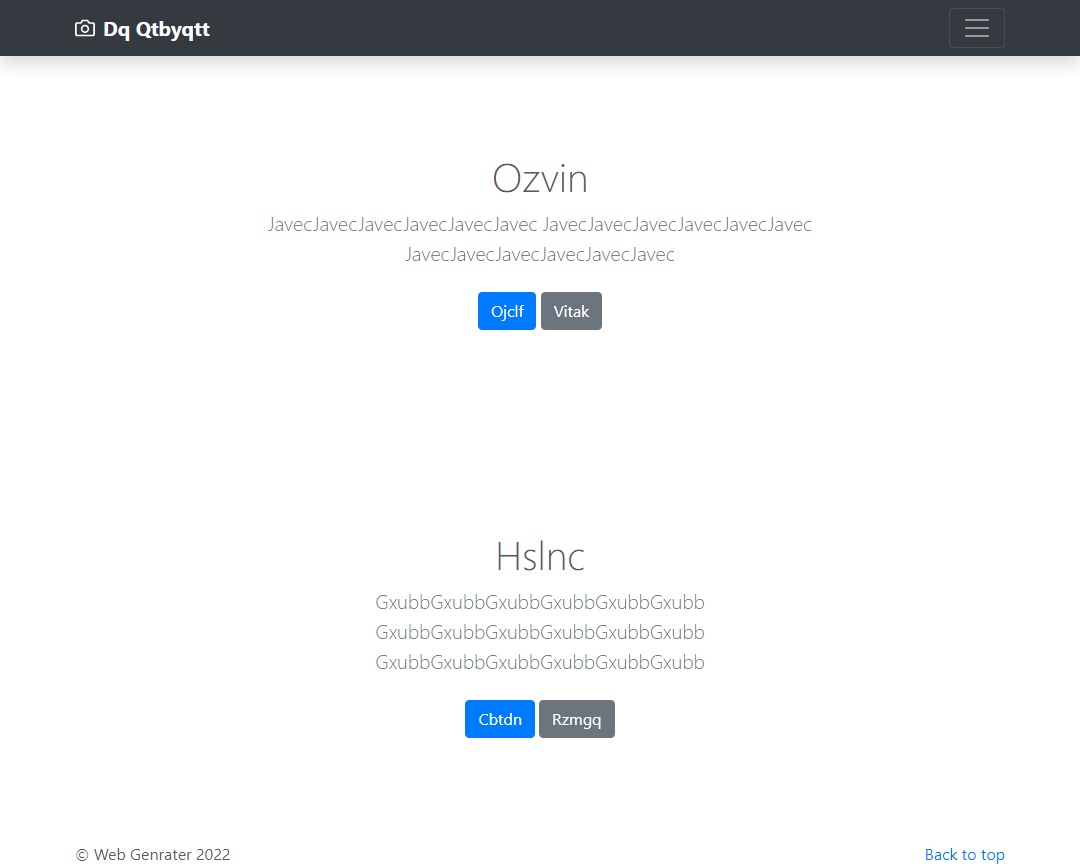 Dq Qtbyqtt
Ozvin
JavecJavecJavecJavecJavecJavec JavecJavecJavecJavecJavecJavec
JavecJavecJavecJavecJavecJavec
Ojclf Vitak
Hslnc
GxubbGxubbGxubbGxubbGxubbGxubb
GxubbGxubbGxubbGxubbGxubbGxubb
GxubbGxubbGxubbGxubbGxubbGxubb
Cbtdn Rzmgq
© Web Genrater 2022 Back to top